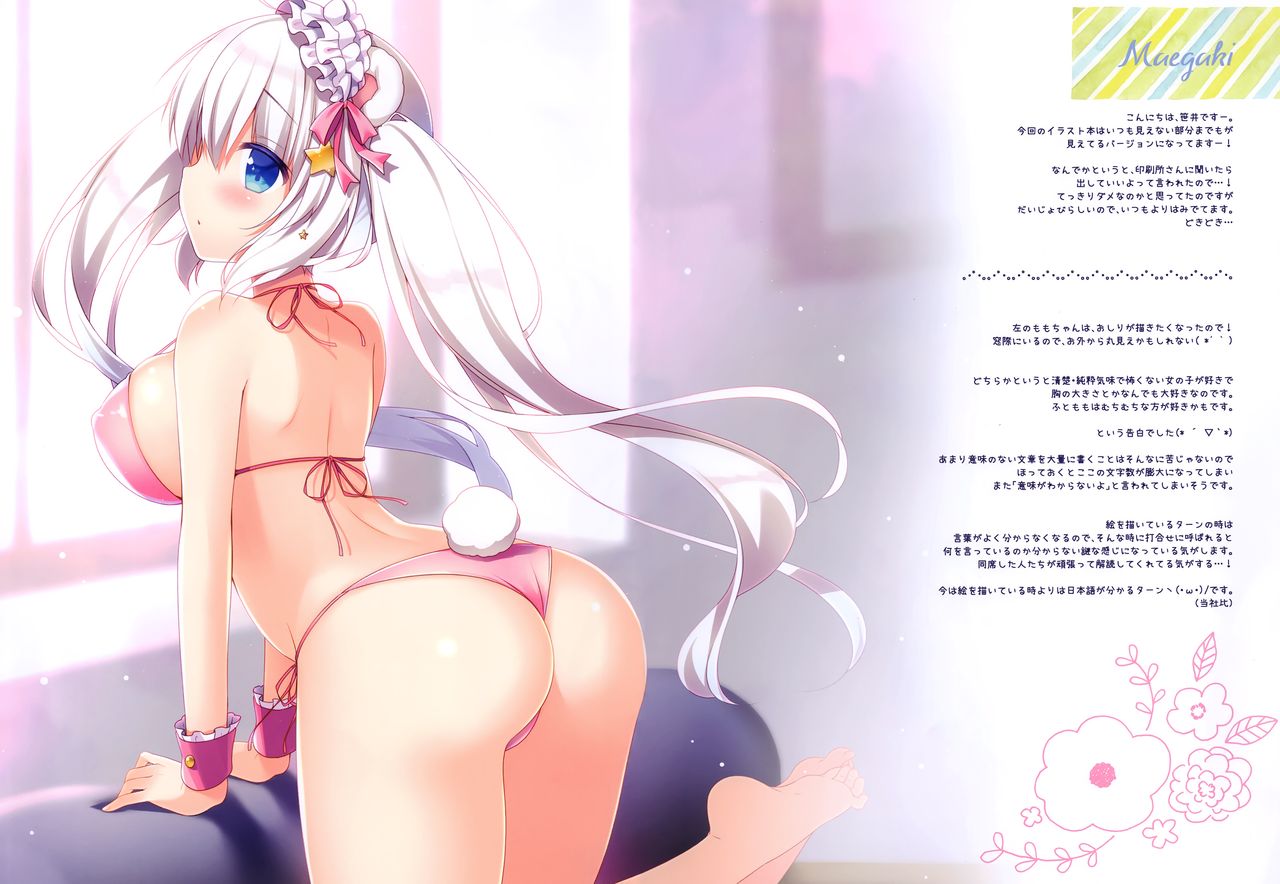 Maegaki
こんにちは、笹井ですー。
今回のイラスト本はいつも見えない部分までもが
見えてるバージョンになってますー↓
なんでかというと、印刷所さんに聞いたら
出していいよって言われたので…↓
てっきりダメなのかと思ってたのですが
だいじょびらしいので、いつもよりはみでてます。
どきどき…
左のももちゃんは、おしりが描きたくなったので↓
窓際にいるので、お外から丸見えかもしれない( *´ `)
どちらかというと清楚・純粋気味で怖くない女の子が好きで
胸の大きさとかなんでも大好きなのです。
ふとももはむちむちな方が好きかもです。
という告白でした(* ´ ▽ ` *)
あまり意味のない文章を大量に書くことはそんなに苦じゃないので
ほっておくとここの文字数が膨大になってしまい
また「意味がわからないよ」と言われてしまいそうです。
絵を描いているターンの時は
言葉がよく分からなくなるので、そんな時に打合せに呼ばれると
何を言っているのか分からない謎な感じになっている気がします。
同席した人たちが頑張って解読してくれてる気がする…↓
今は絵を描いている時よりは日本語が分かるターンヽ(・ω・)/です。
(当社比)